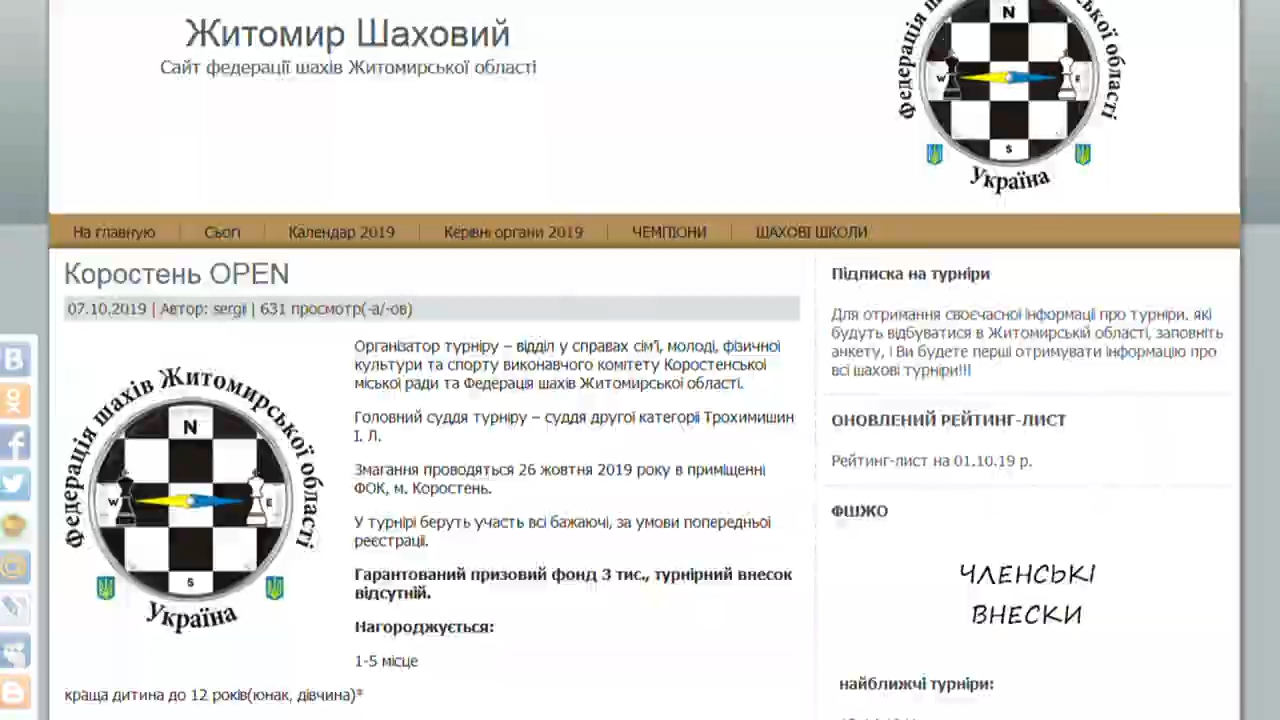 Житомир Шаховий
Сайт федерації шахів Житомирської області
Федерація шахів Житомирської області
N
W
E
S
Україна
На главную
Сьогі
Календар 2019
Керівні органи 2019
ЧЕМПІОНИ
ШАХОВІ ШКОЛИ
Коростень OPEN
07.10.2019 | Автор: sergii | 631 просмотр(-а/-ов)
Федерація шахів Житомирської області
N
W
E
S
Україна
Організатор турніру – відділ у справах сім'ї, молоді, фізичної
культури та спорту виконавчого комітету Коростенської
міської ради та Федерація шахів Житомирської області.
Головний суддя турніру – суддя другої категорії Трохимишин
І. Л.
Змагання проводяться 26 жовтня 2019 року в приміщенні
ФОК, м. Коростень.
У турнірі беруть участь всі бажаючі, за умови попередньої
реєстрації.
Гарантований призовий фонд 3 тис., турнірний внесок
відсутній.
Нагороджується:
1-5 місце
краща дитина до 12 років(юнак, дівчина)*
Підписка на турніри
Для отримання своєчасної інформації про турніри, які
будуть відбуватися в Житомирській області, заповніть
анкету, і Ви будете перші отримувати інформацію про
всі шахові турніри!!!
ОНОВЛЕНИЙ РЕЙТИНГ-ЛИСТ
Рейтинг-лист на 01.10.19 р.
ФШЖО
ЧЛЕНСЬКІ
ВНЕСКИ
найближчі турніри: